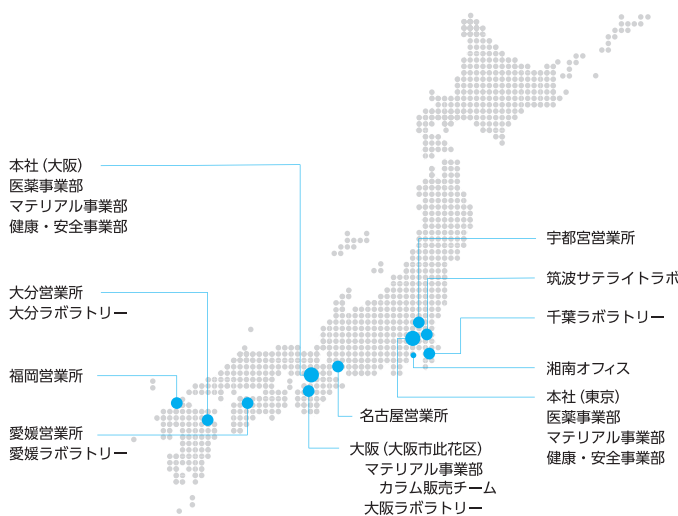 本社（大阪）
医薬事業部
マテリアル事業部
健康・安全事業部
大分営業所
大分ラボラトリー
福岡営業所
愛媛営業所
愛媛ラボラトリー
名古屋営業所
大阪（大阪市此花区）
マテリアル事業部
カラム販売チーム
大阪ラボラトリー
宇都宮営業所
筑波サテライトラボ
千葉ラボラトリー
湘南オフィス
本社（東京）
医薬事業部
マテリアル事業部
健康・安全事業部